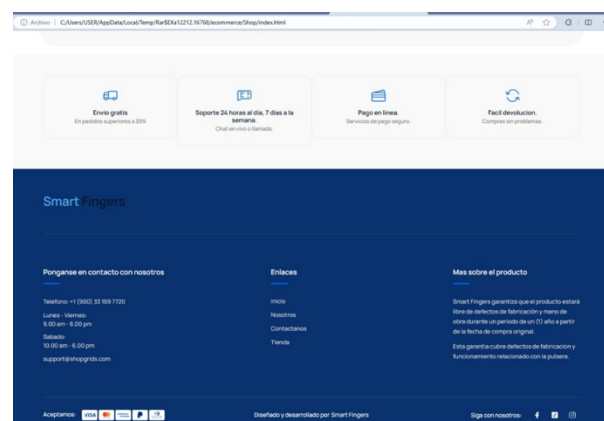 Archivo
C:/Users/USER/AppData/Local/Temp/Rar$EXa12212.16768/ecommerce/Shop/index.html
Envio gratis
En pedidos superiores a $99
Soporte 24 horas al dia, 7 dias a la
semana.
Chat en vivo o llamada.
Pago en linea.
Servicios de pago seguro.
Facil devolucion.
Compras sin problemas.
Smart Fingers
Ponganse en contacto con nosotros
Telefono: +1 (900) 33 169 7720
Lunes - Viernes:
9.00 am - 8.00 pm
Sabado:
10.00 am - 6.00 pm
support@shopgrids.com
Enlaces
Inicio
Nosotros
Contactanos
Tienda
Mas sobre el producto
Smart Fingers garantiza que el producto estará
libre de defectos de fabricación y mano de
obra durante un periodo de un (1) año a partir
de la fecha de compra original.
Esta garantia cubre defectos de fabricacion y
funcionamiento relacionado con la pulsera.
Aceptamos:
VISA
Diseñado y desarrollado por Smart Fingers
Siga con nosotros: